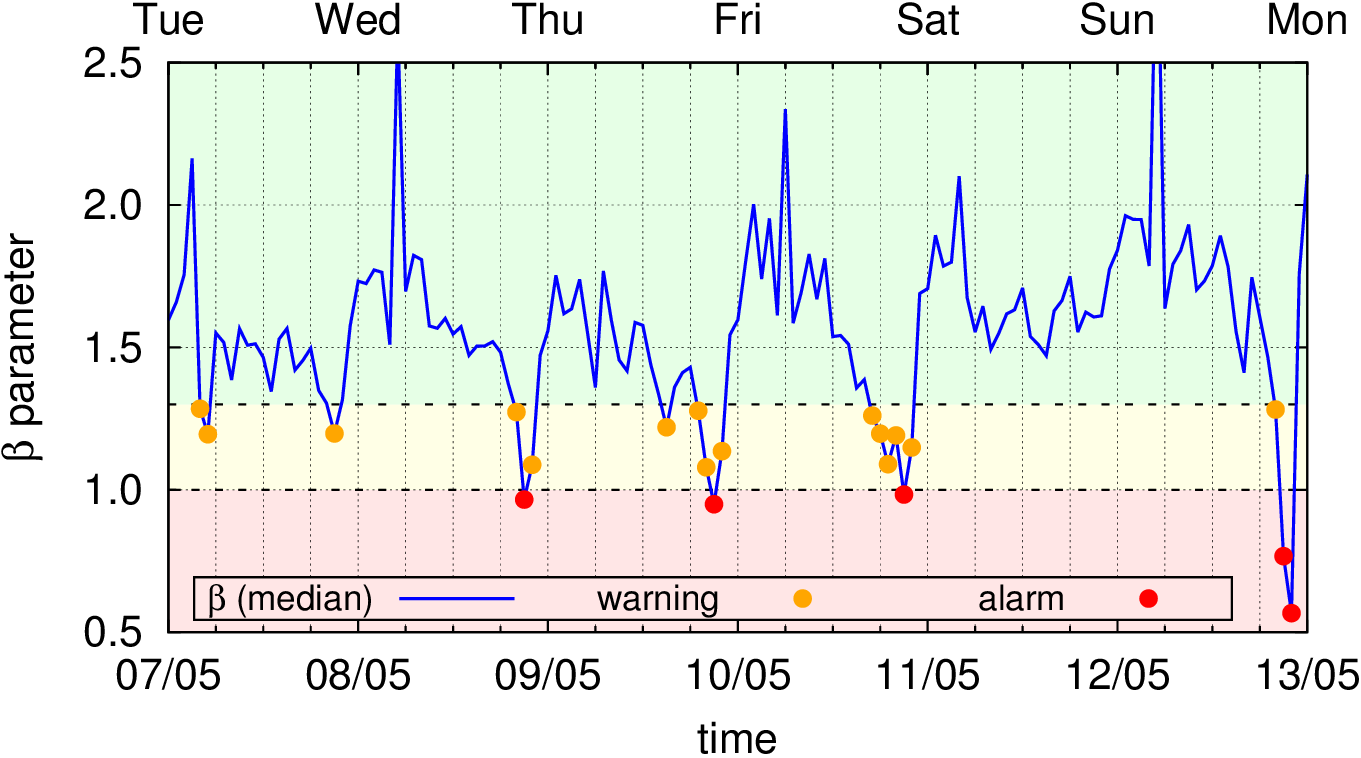 Tue Wed Thu Fri Sat Sun Mon
2.5
2.0
1.5
1.0
0.5
β parameter
β (median) warning alarm
07/05 08/05 09/05 10/05 11/05 12/05 13/05
time